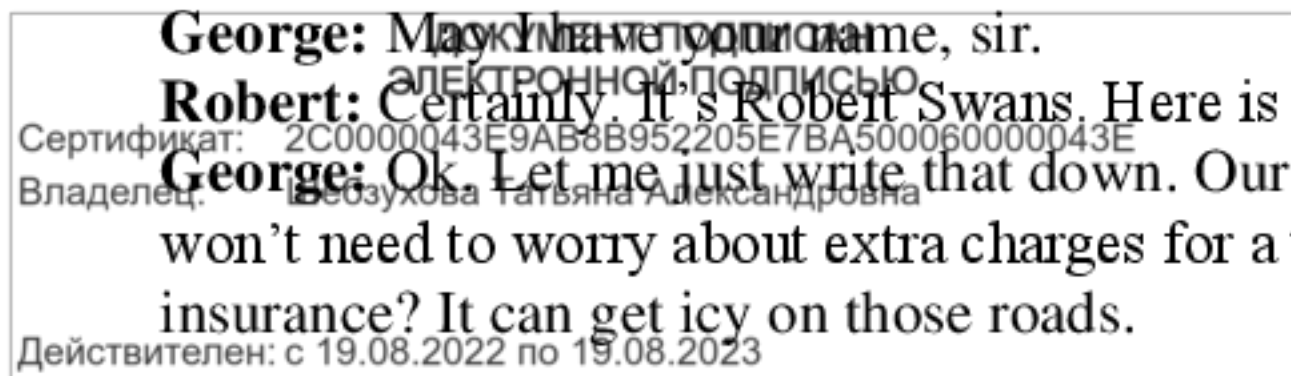 George: May I have your name, sir.
ДОКУМЕНТ ПОДПИСАН
ЭЛЕКТРОННОЙ ПОДПИСЬЮ
Robert: Certainly. It’s Robert Swans. Here is
Сертификат: 2C0000043E9AB8B952205E7BA500060000043E
George: Ok. Let me just write that down. Our
Владелец: Шебзухова Татьяна Александровна
won’t need to worry about extra charges for a
insurance? It can get icy on those roads.
Действителен: с 19.08.2022 по 19.08.2023